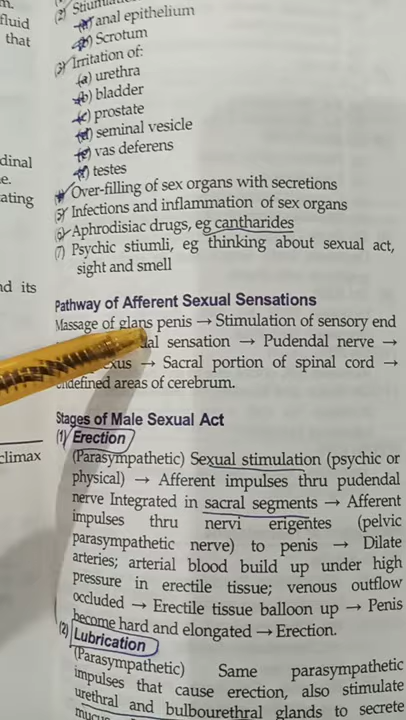 m.
fluid
that
dinal
e.
ating
nd its
climax
(2)
(a) anal epithelium
(b) Scrotum
(3) Irritation of:
(a) urethra
(b) bladder
(c) prostate
(d) seminal vesicle
(e) vas deferens
(f) testes
Over-filling of sex organs with secretions
(5) Infections and inflammation of sex organs
(6) Aphrodisiac drugs, eg cantharides
(7) Psychic stiumli, eg thinking about sexual act,
sight and smell
Pathway of Afferent Sexual Sensations
Massage of glans penis → Stimulation of sensory end
sensation → Pudendal nerve →
→ Sacral portion of spinal cord →
undefined areas of cerebrum.
Stages of Male Sexual Act
(1) Erection
(Parasympathetic) Sexual stimulation (psychic or
physical) → Afferent impulses thru pudendal
nerve Integrated in sacral segments → Afferent
impulses thru nervi erigentes (pelvic
parasympathetic nerve) to penis → Dilate
arteries; arterial blood build up under high
pressure in erectile tissue; venous outflow
occluded → Erectile tissue balloon up → Penis
become hard and elongated → Erection.
(2) Lubrication
(Parasympathetic) Same parasympathetic
impulses that cause erection, also stimulate
urethral and bulbourethral glands to secrete
mucus